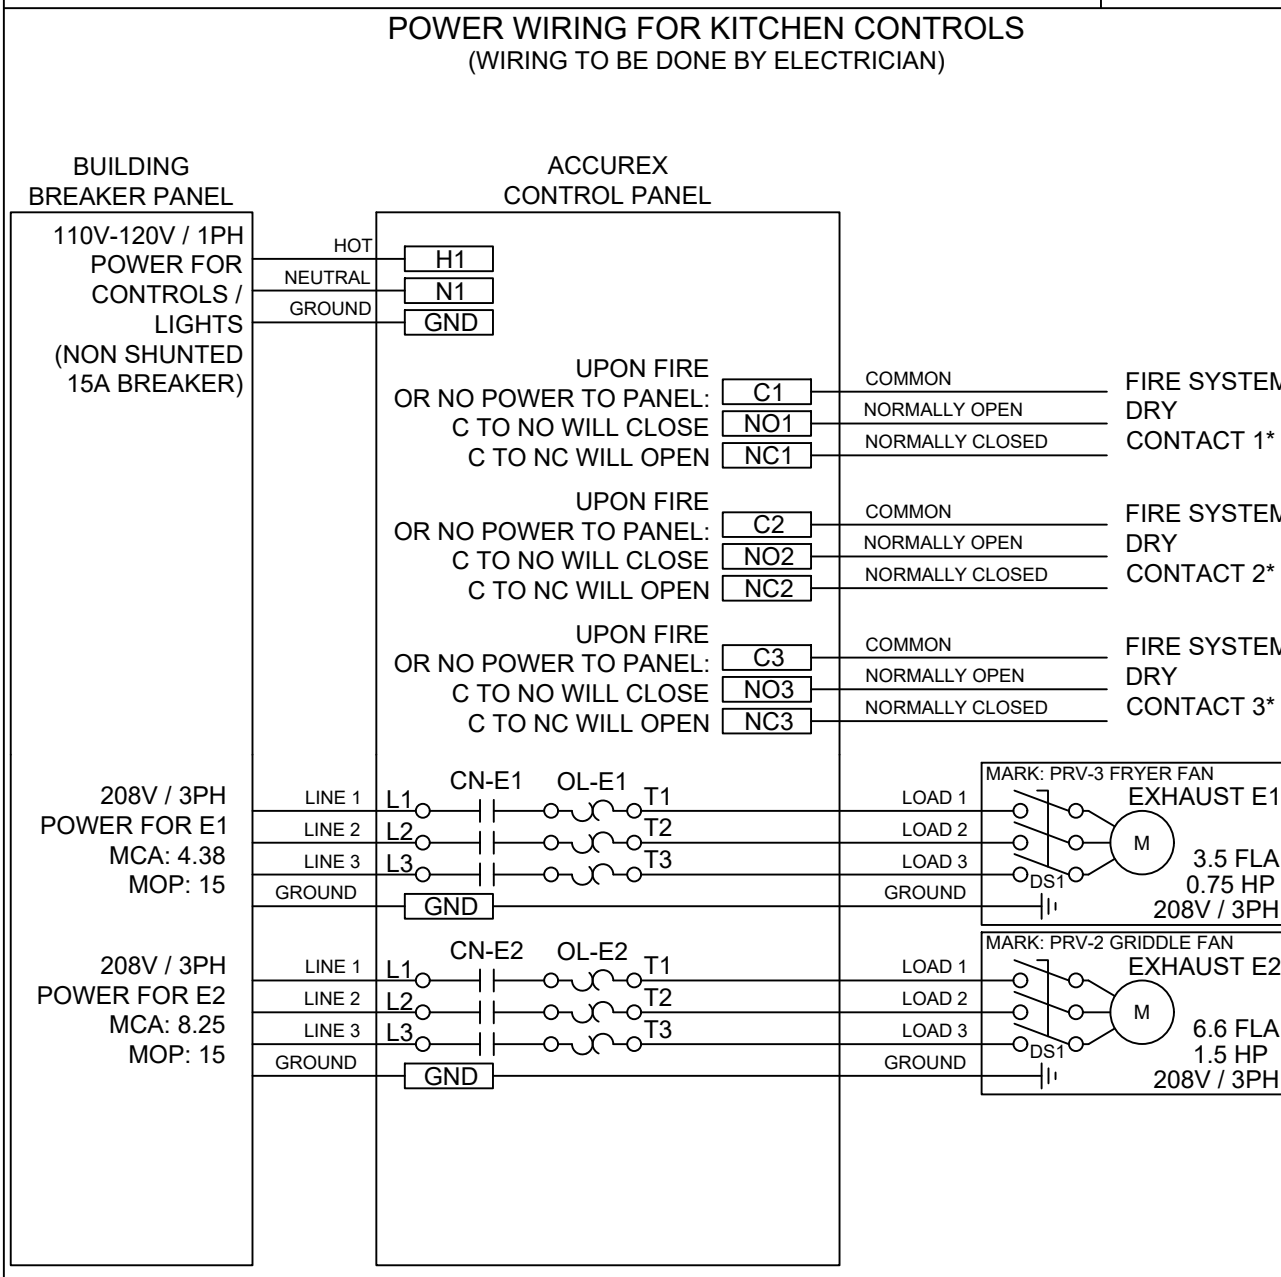 POWER WIRING FOR KITCHEN CONTROLS
(WIRING TO BE DONE BY ELECTRICIAN)
BUILDING
BREAKER PANEL
ACCUREX
CONTROL PANEL
110V-120V / 1PH
POWER FOR
CONTROLS /
LIGHTS
(NON SHUNTED
15A BREAKER)
HOT
H1
NEUTRAL
N1
GROUND
GND
UPON FIRE
OR NO POWER TO PANEL:
C TO NO WILL CLOSE
C TO NC WILL OPEN
C1
NO1
NC1
COMMON
NORMALLY OPEN
NORMALLY CLOSED
FIRE SYSTEM
DRY
CONTACT 1*
UPON FIRE
OR NO POWER TO PANEL:
C TO NO WILL CLOSE
C TO NC WILL OPEN
C2
NO2
NC2
COMMON
NORMALLY OPEN
NORMALLY CLOSED
FIRE SYSTEM
DRY
CONTACT 2*
UPON FIRE
OR NO POWER TO PANEL:
C TO NO WILL CLOSE
C TO NC WILL OPEN
C3
NO3
NC3
COMMON
NORMALLY OPEN
NORMALLY CLOSED
FIRE SYSTEM
DRY
CONTACT 3*
208V / 3PH
POWER FOR E1
MCA: 4.38
MOP: 15
LINE 1
LINE 2
LINE 3
GROUND
L1
L2
L3
GND
CN-E1
OL-E1
T1
T2
T3
LOAD 1
LOAD 2
LOAD 3
GROUND
MARK: PRV-3 FRYER FAN
EXHAUST E1
M
DS1
3.5 FLA
0.75 HP
208V / 3PH
208V / 3PH
POWER FOR E2
MCA: 8.25
MOP: 15
LINE 1
LINE 2
LINE 3
GROUND
L1
L2
L3
GND
CN-E2
OL-E2
T1
T2
T3
LOAD 1
LOAD 2
LOAD 3
GROUND
MARK: PRV-2 GRIDDLE FAN
EXHAUST E2
M
DS1
6.6 FLA
1.5 HP
208V / 3PH